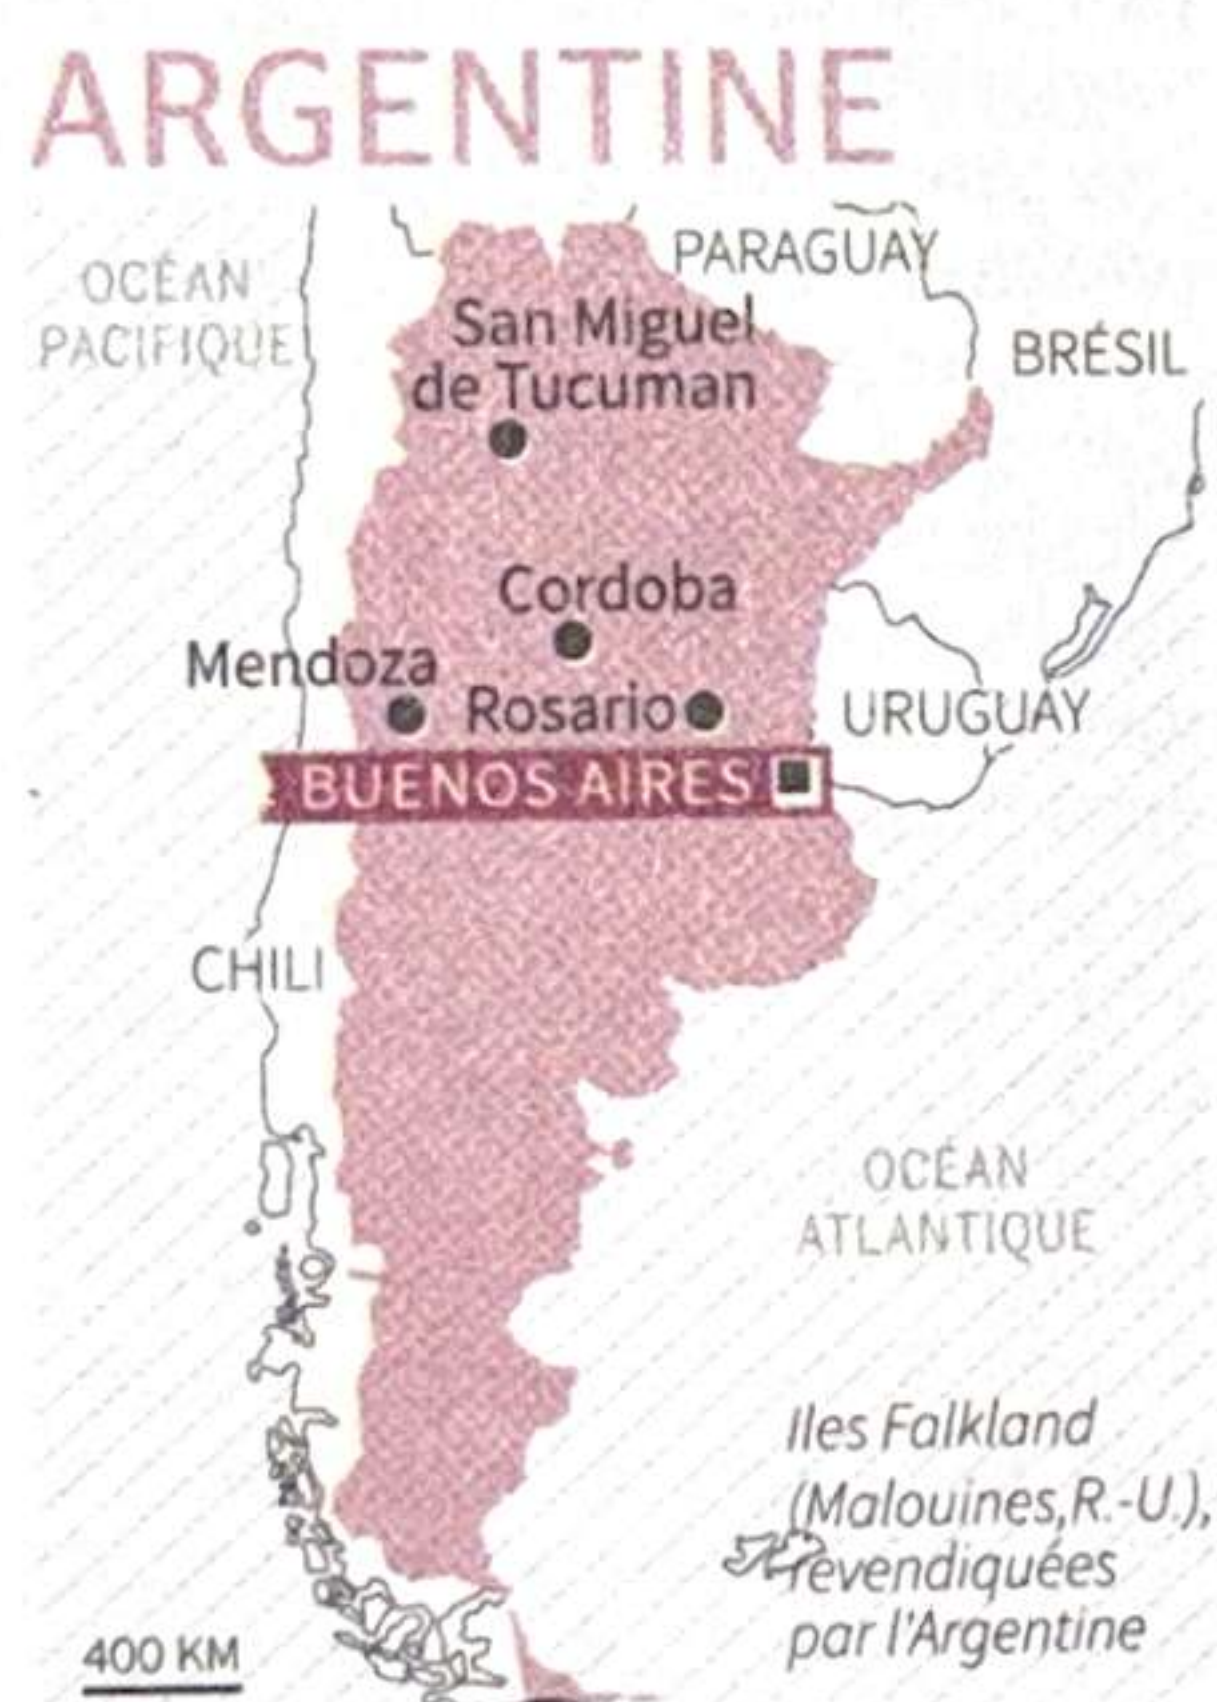 ARGENTINE
OCÉAN
PACIFIQUE
PARAGUAY
BRÉSIL
San Miguel
de Tucuman
Cordoba
Mendoza
Rosario
URUGUAY
BUENOS AIRES
CHILI
OCÉAN
ATLANTIQUE
Iles Falkland
(Malouines, R.-U.),
revendiquées
par l'Argentine
400 KM